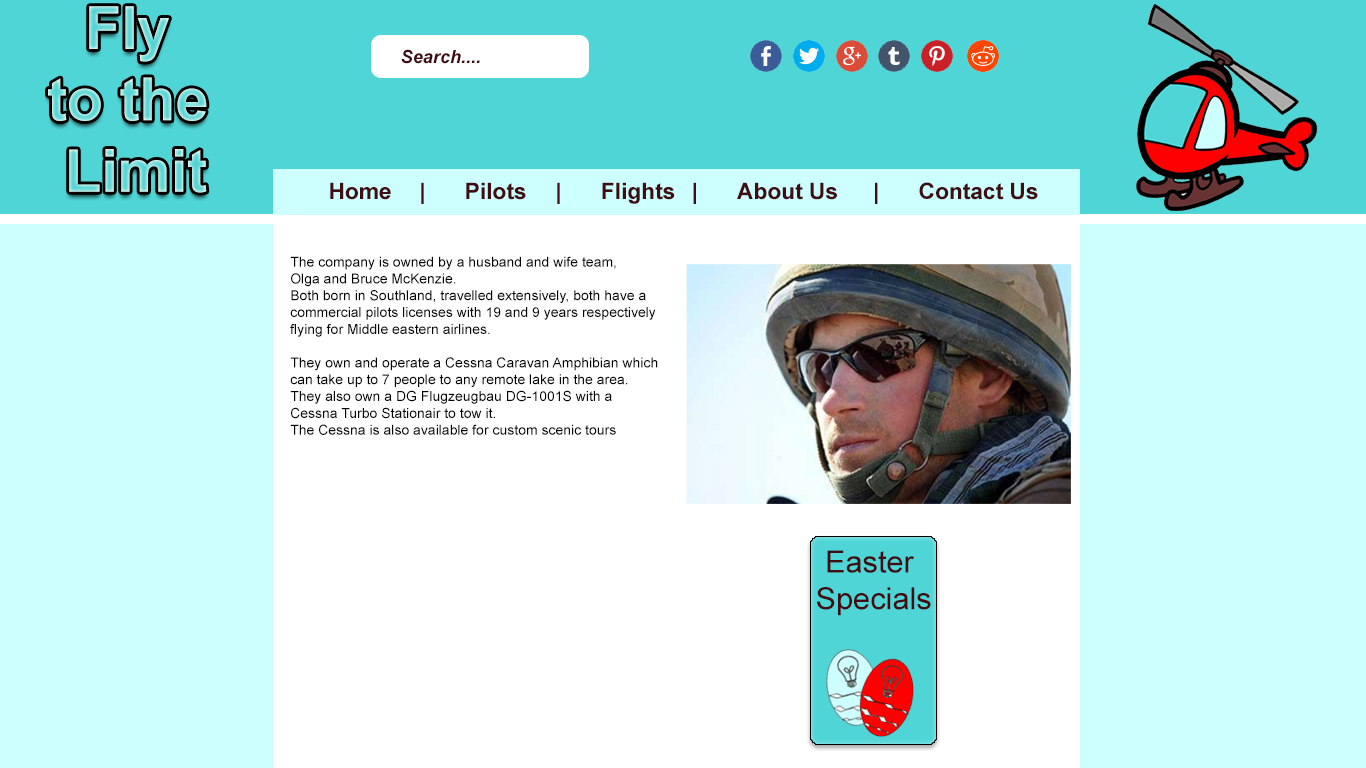 Fly
to the
Limit
Search....
Home | Pilots | Flights | About Us | Contact Us
The company is owned by a husband and wife team,
Olga and Bruce McKenzie.
Both born in Southland, travelled extensively, both have a
commercial pilots licenses with 19 and 9 years respectively
flying for Middle eastern airlines.
They own and operate a Cessna Caravan Amphibian which
can take up to 7 people to any remote lake in the area.
They also own a DG Flugzeugbau DG-1001S with a
Cessna Turbo Stationair to tow it.
The Cessna is also available for custom scenic tours
Easter
Specials